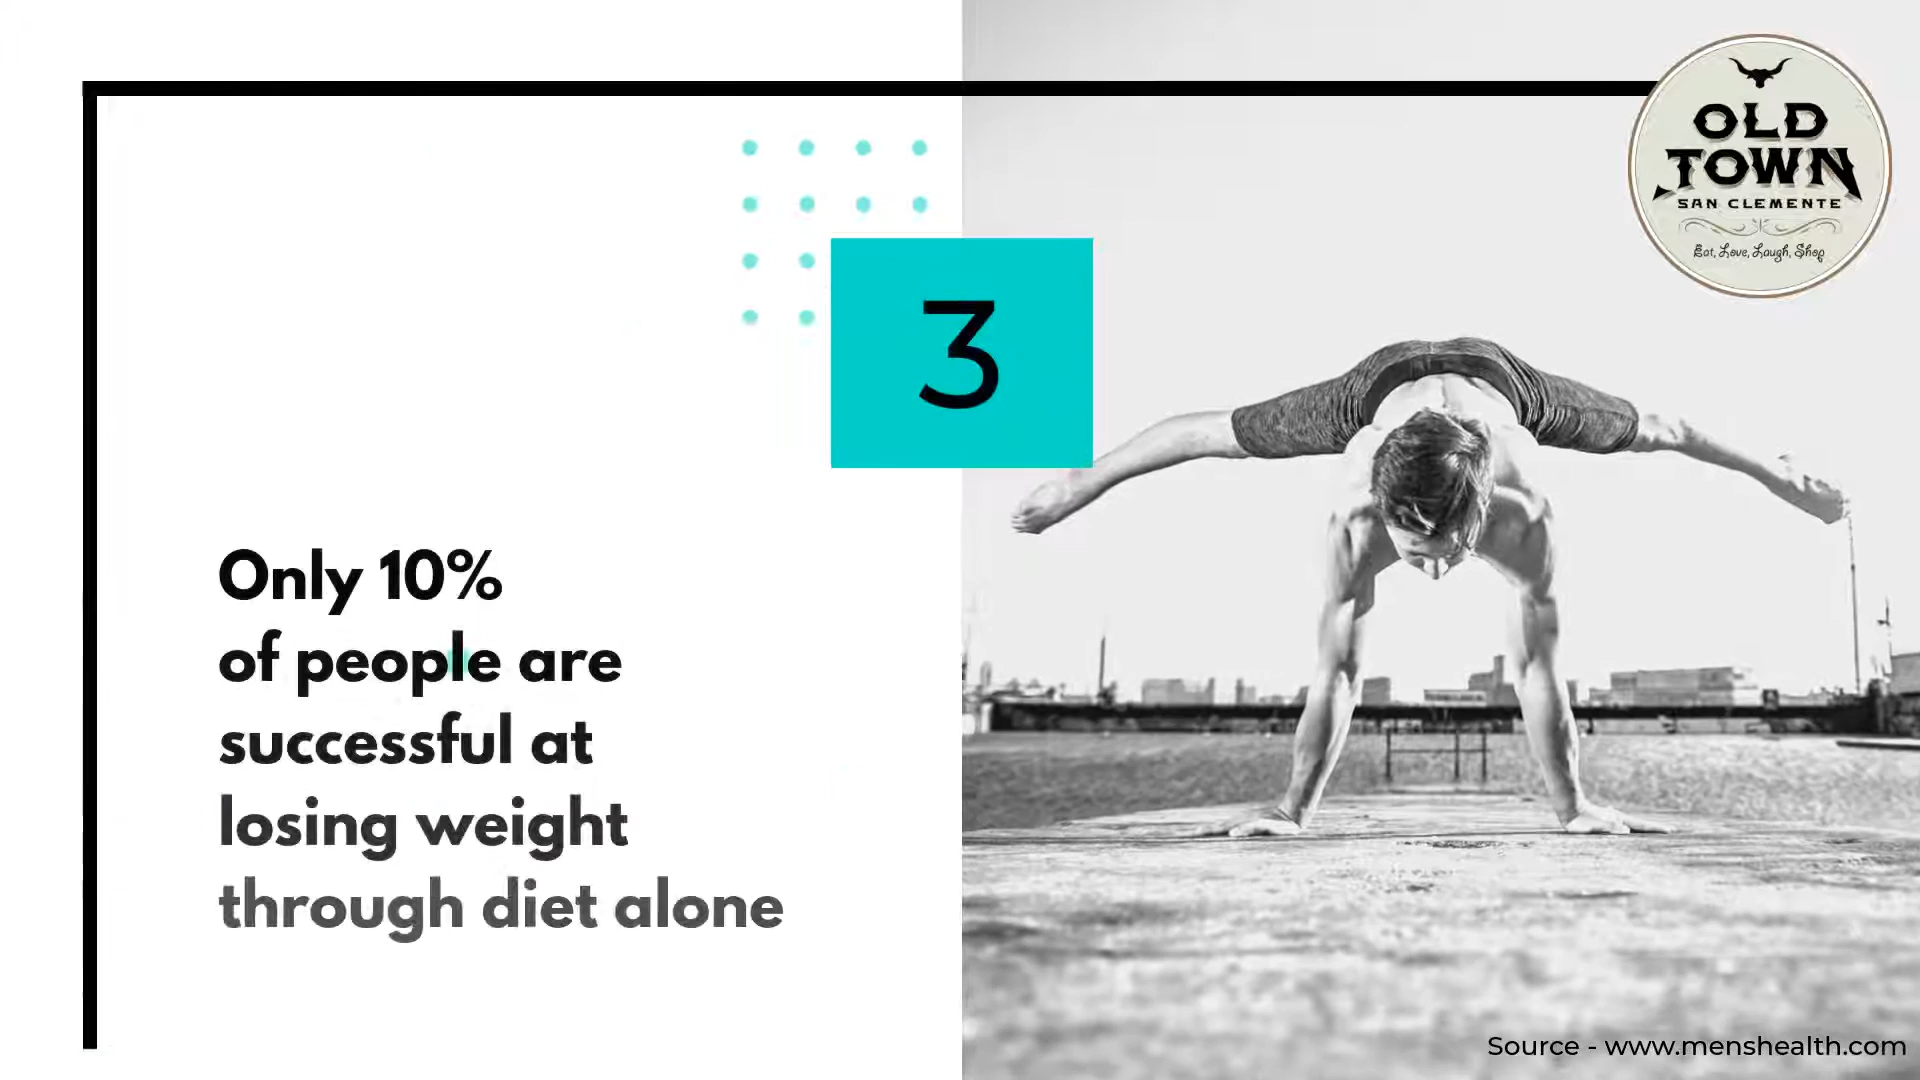 OLD
TOWN
SAN CLEMENTE
Eat, Love, Laugh, Shop
3
Only 10%
of people are
successful at
losing weight
through diet alone
Source - www.menshealth.com